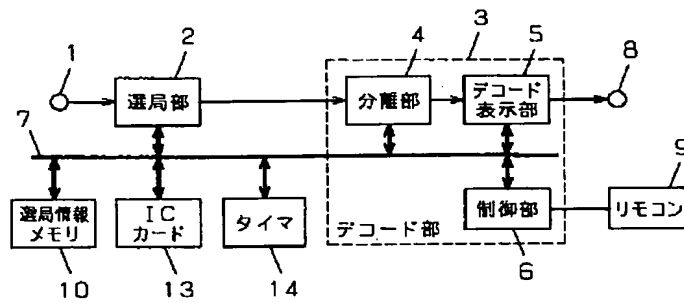 3
2
4
5
1
8
選局部
分離部
デコード
表示部
7
9
選局情報
メモリ
IC
カード
タイマ
制御部
リモコン
デコード部
10
13
14
6